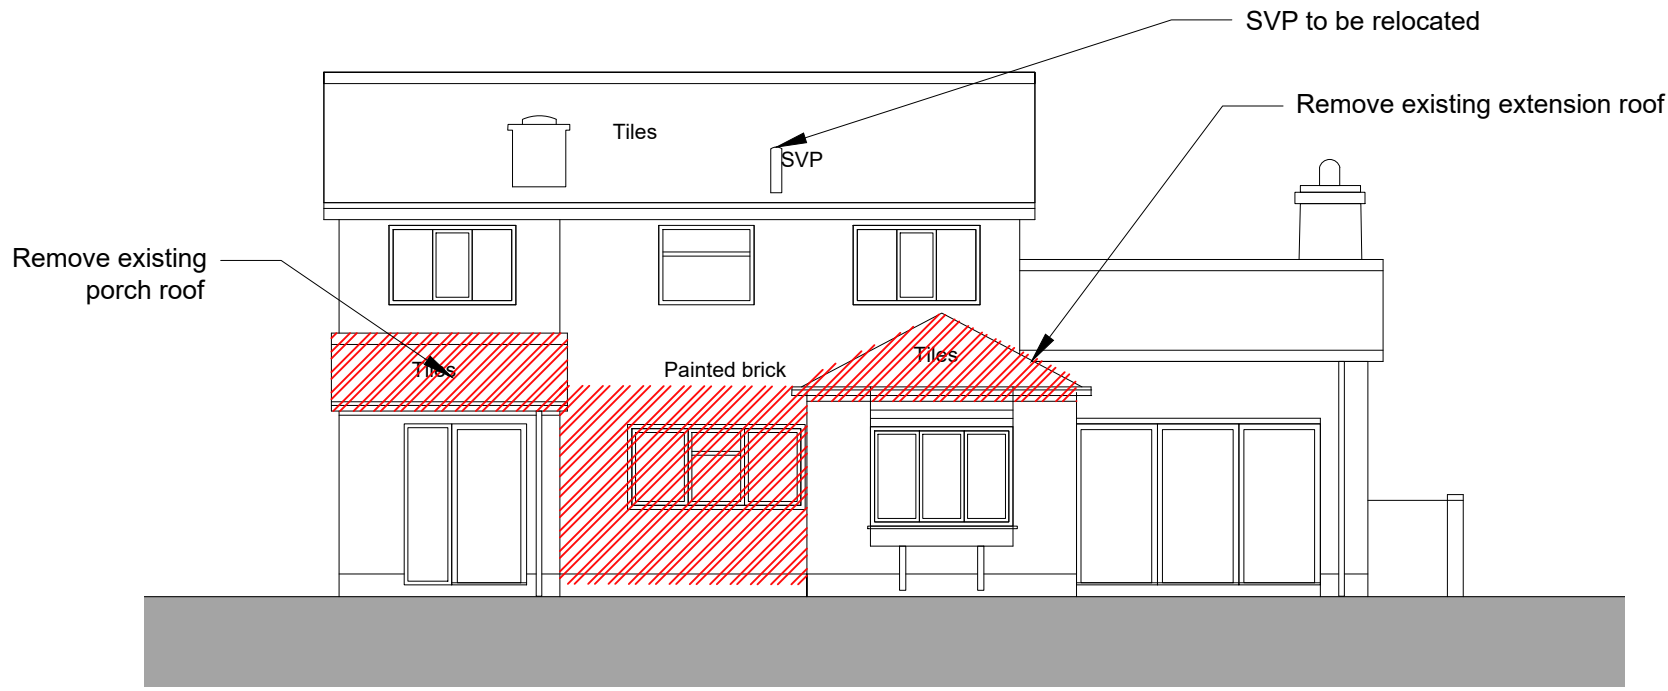 SVP to be relocated
Remove existing extension roof
Tiles
SVP
Remove existing
porch roof
Tiles
Tiles
Painted brick